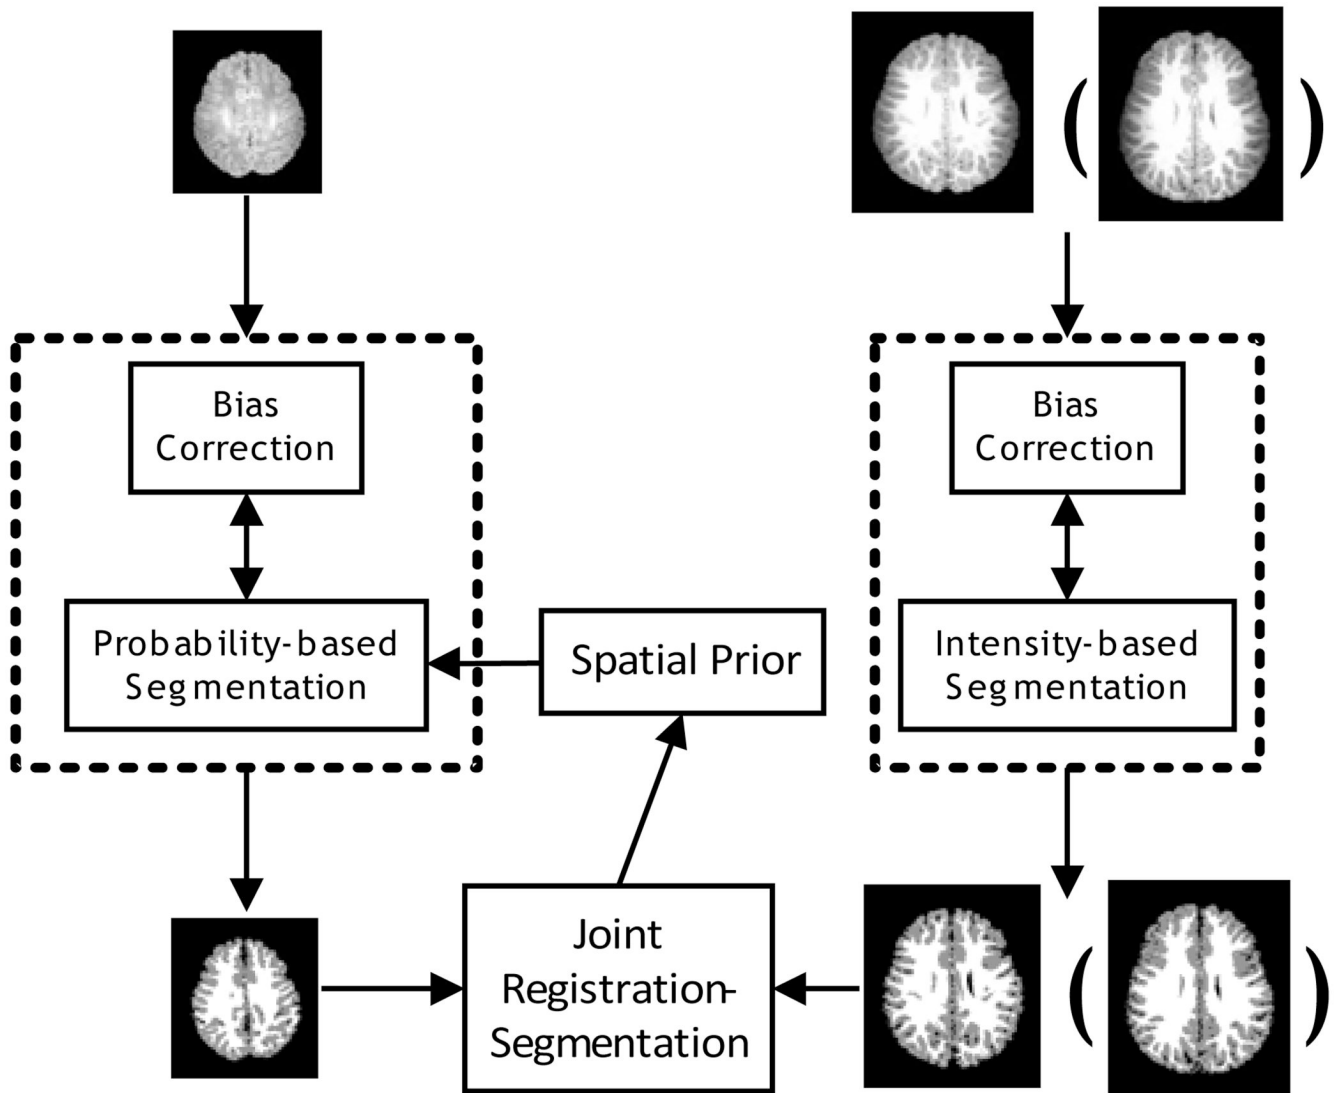 Bias
Correction
Probability-based
Segmentation
Spatial Prior
Bias
Correction
Intensity-based
Segmentation
Joint
Registration-
Segmentation
( )
( )